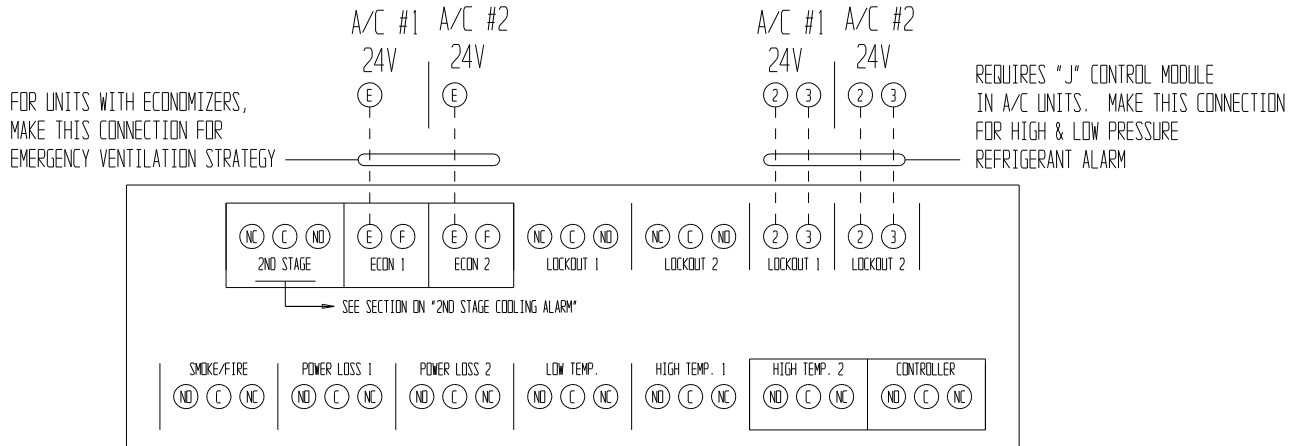 A/C #1 A/C #2
24V 24V
E E
A/C #1 A/C #2
24V 24V
2 3 2 3
FOR UNITS WITH ECONOMIZERS,
MAKE THIS CONNECTION FOR
EMERGENCY VENTILATION STRATEGY
REQUIRES "J" CONTROL MODULE
IN A/C UNITS. MAKE THIS CONNECTION
FOR HIGH & LOW PRESSURE
REFRIGERANT ALARM
NC C NO E F E F NC C NO NC C NO 2 3 2 3
2ND STAGE ECON 1 ECON 2 LOCKOUT 1 LOCKOUT 2 LOCKOUT 1 LOCKOUT 2
SEE SECTION ON "2ND STAGE COOLING ALARM"
SMOKE/FIRE POWER LOSS 1 POWER LOSS 2 LOW TEMP. HIGH TEMP. 1 HIGH TEMP. 2 CONTROLLER
NO C NC NO C NC NO C NC NO C NC NO C NC NO C NC NO C NC